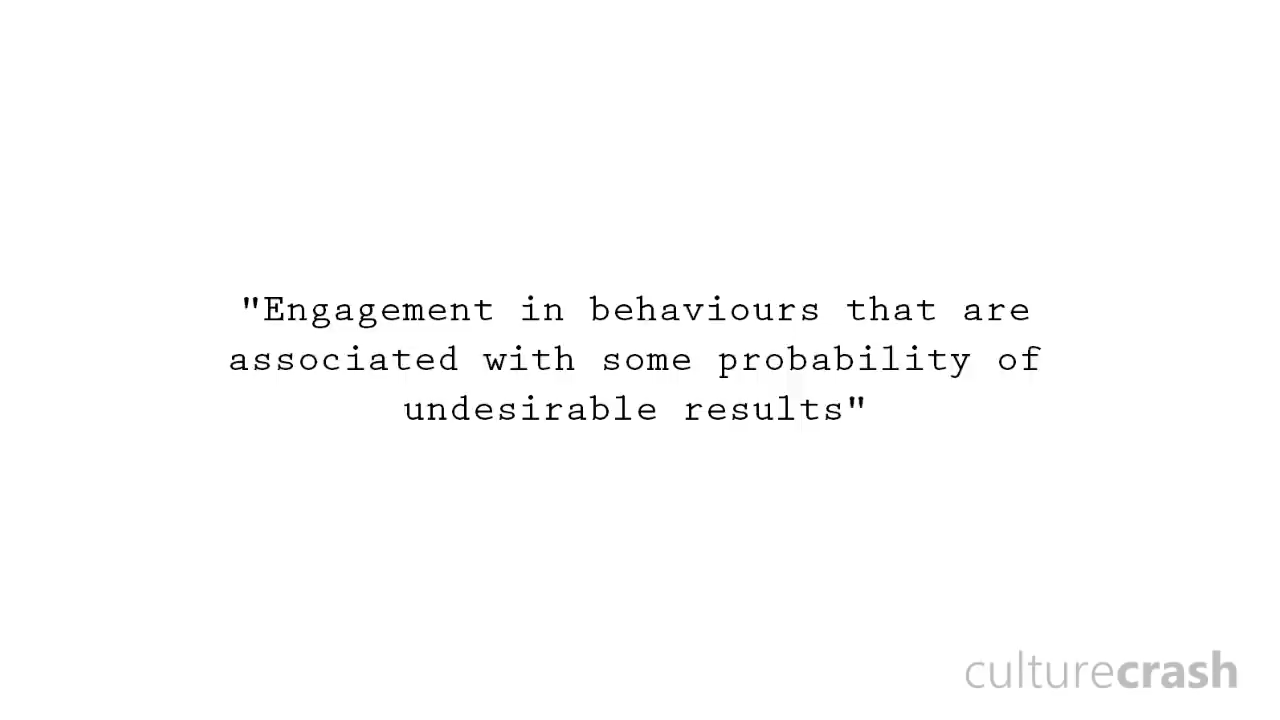 "Engagement in behaviours that are
associated with some probability of
undesirable results"
culturecrash